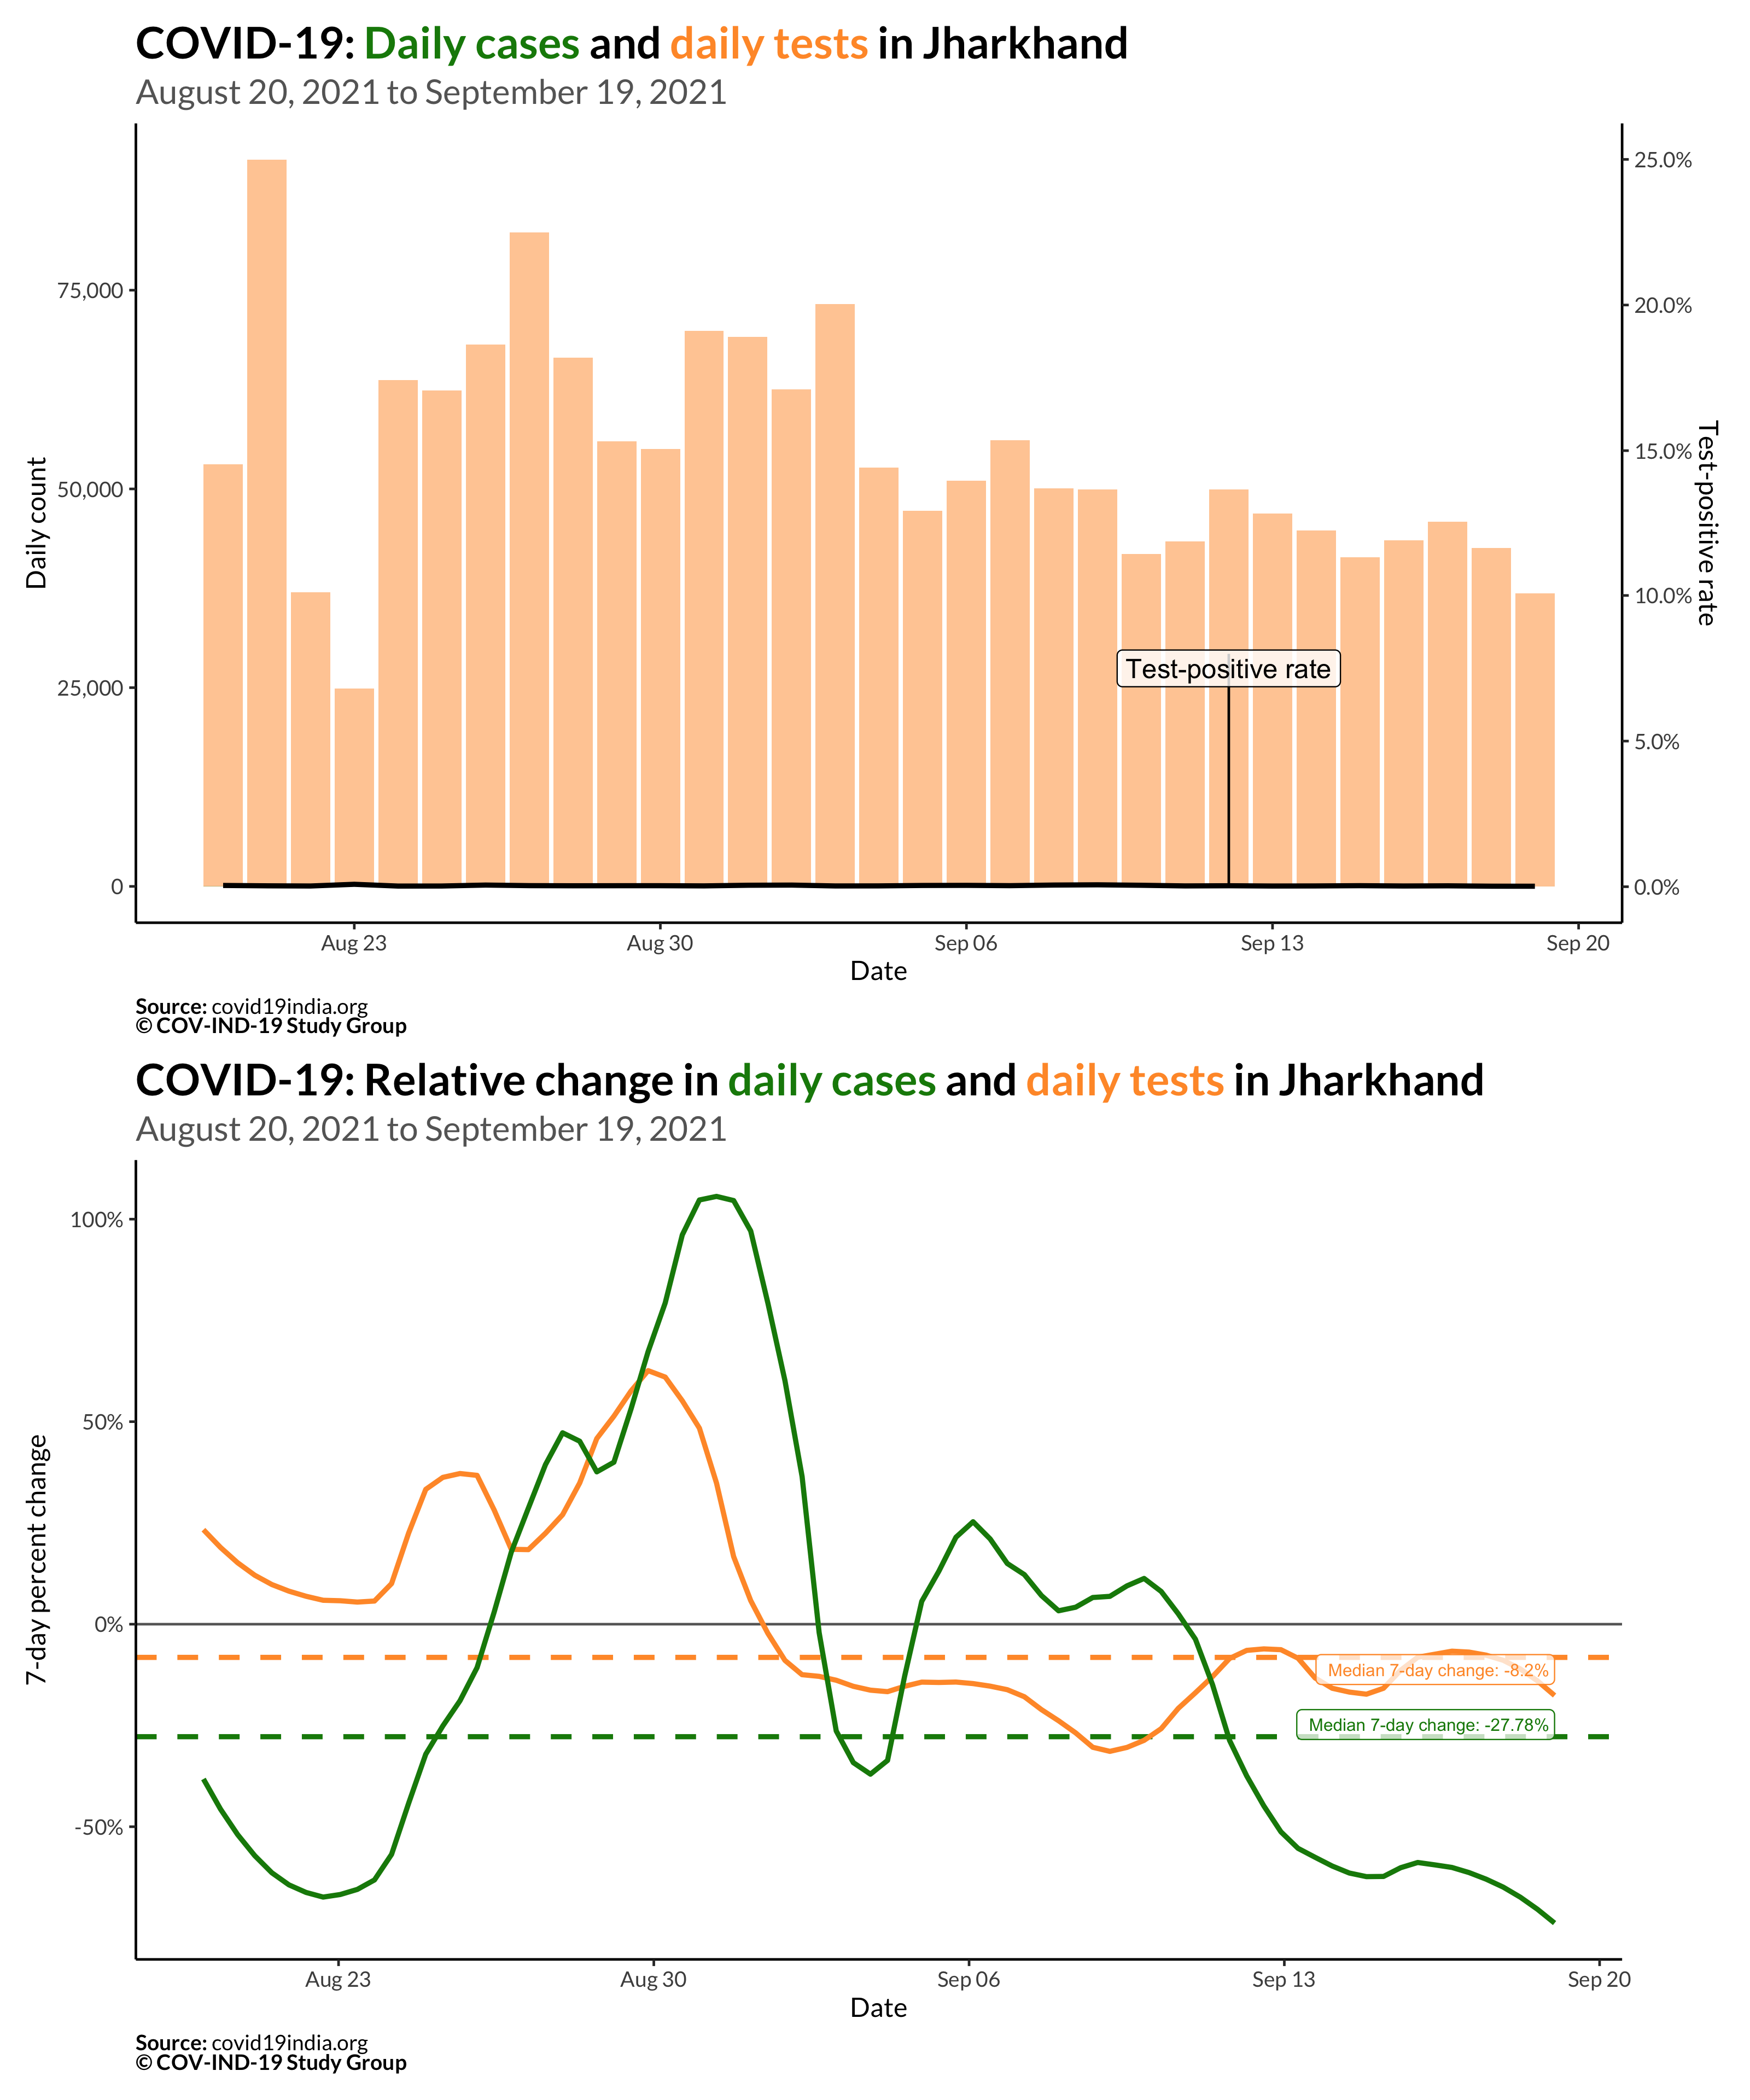 COVID-19: Daily cases and daily tests in Jharkhand
August 20, 2021 to September 19, 2021
25.0%
20.0%
15.0%
10.0%
5.0%
0.0%
Test-positive rate
75,000
50,000
25,000
0
Daily count
Test-positive rate
Aug 23
Aug 30
Sep 06
Sep 13
Sep 20
Date
Source: covid19india.org
© COV-IND-19 Study Group
COVID-19: Relative change in daily cases and daily tests in Jharkhand
August 20, 2021 to September 19, 2021
100%
50%
0%
-50%
7-day percent change
Median 7-day change: -8.2%
Median 7-day change: -27.78%
Aug 23
Aug 30
Sep 06
Sep 13
Sep 20
Date
Source: covid19india.org
© COV-IND-19 Study Group